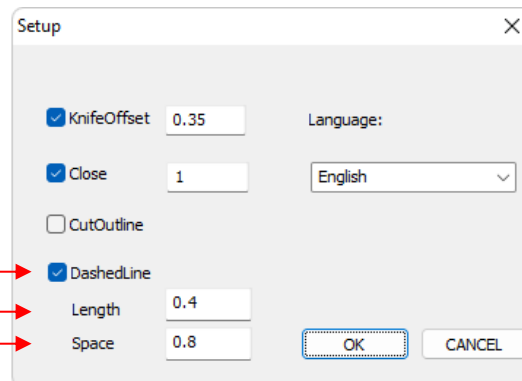 Setup
KnifeOffset 0.35 Language:
Close 1 English
CutOutline
DashedLine
Length 0.4
Space 0.8 OK CANCEL